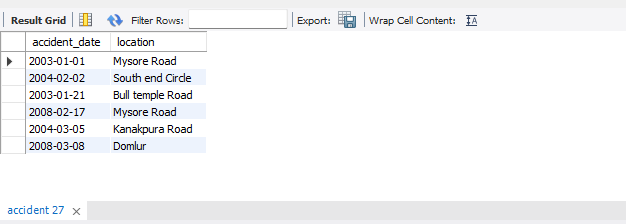 Result Grid Filter Rows: Export: Wrap Cell Content:
accident_date location
2003-01-01 Mysore Road
2004-02-02 South end Circle
2003-01-21 Bull temple Road
2008-02-17 Mysore Road
2004-03-05 Kanakpura Road
2008-03-08 Domlur
accident 27